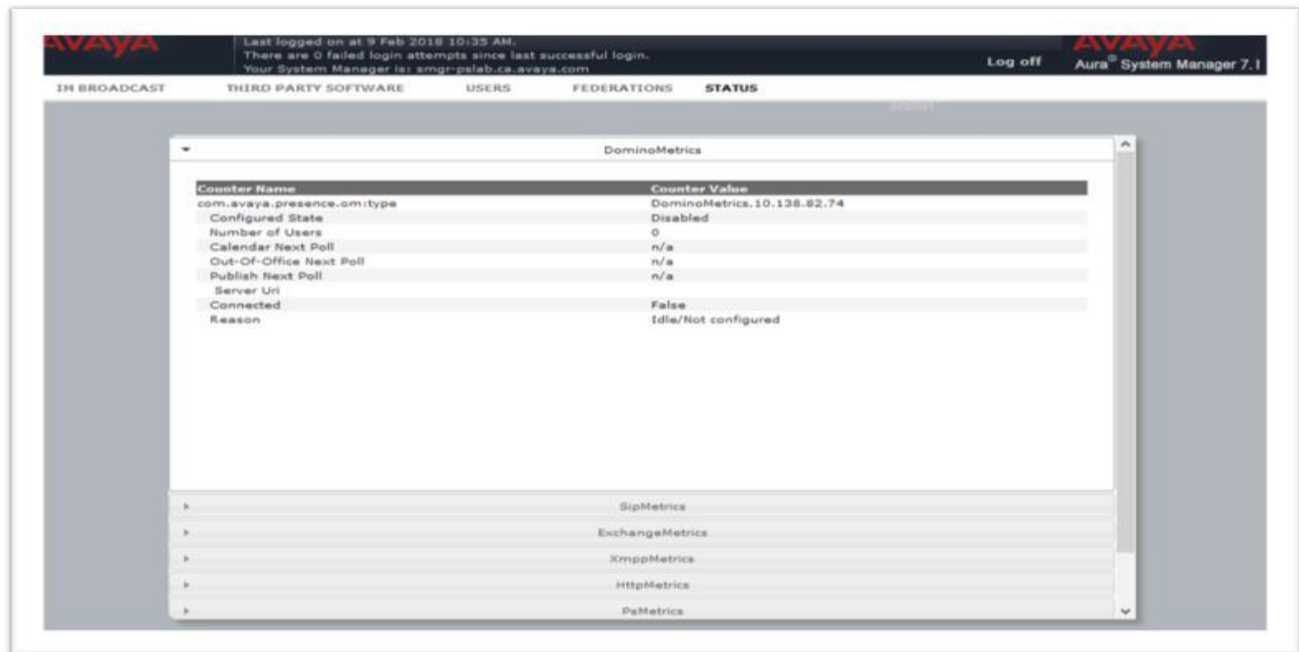 AVAYA
Last logged on at 9 Feb 2018 10:35 AM.
There are 0 failed login attempts since last successful login.
Your System Manager is: smgr-pslab.ca.avaya.com
Log off
AVAYA
Aura® System Manager 7.1
IM BROADCAST THIRD PARTY SOFTWARE USERS FEDERATIONS STATUS
admin
DominoMetrics
Counter Name Counter Value
com.avaya.presence.om:type DominoMetrics,10.138.82.74
Configured State Disabled
Number of Users 0
Calendar Next Poll n/a
Out-Of-Office Next Poll n/a
Publish Next Poll n/a
Server Uri
Connected False
Reason Idle/Not configured
SipMetrics
ExchangeMetrics
XmppMetrics
HttpMetrics
PsMetrics